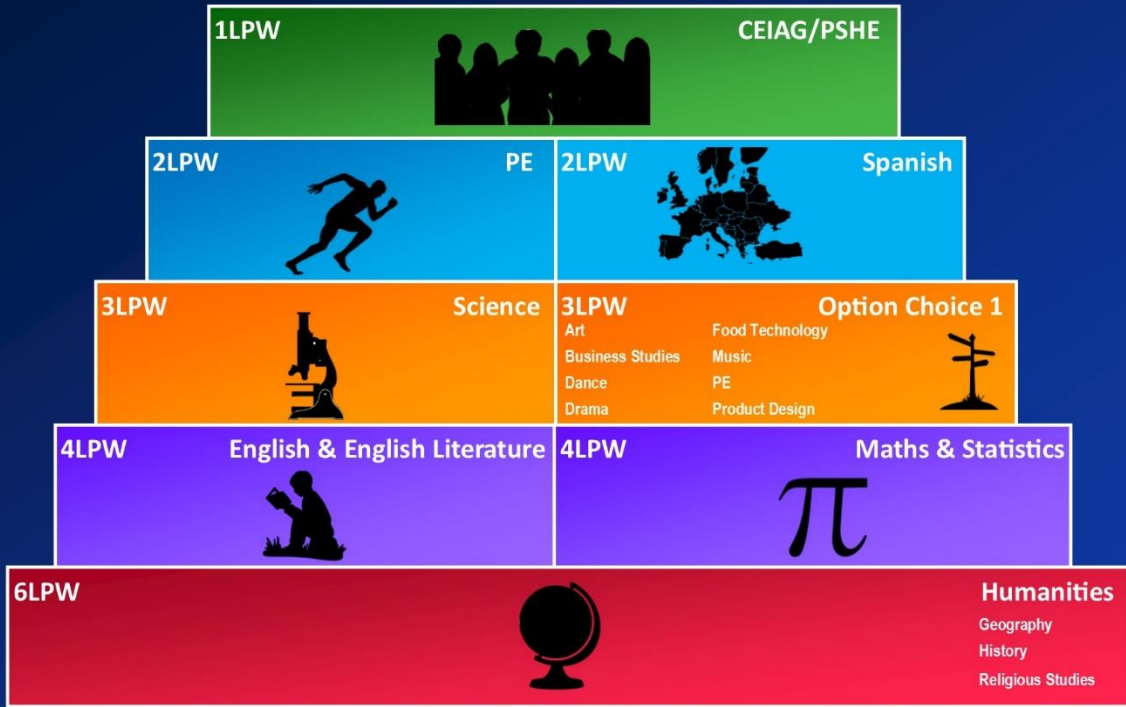 1LPW CEIAG/PSHE
2LPW PE
2LPW Spanish
3LPW Science
3LPW Option Choice 1
Art Food Technology
Business Studies Music
Dance PE
Drama Product Design
4LPW English & English Literature
4LPW Maths & Statistics
π
6LPW Humanities
Geography
History
Religious Studies